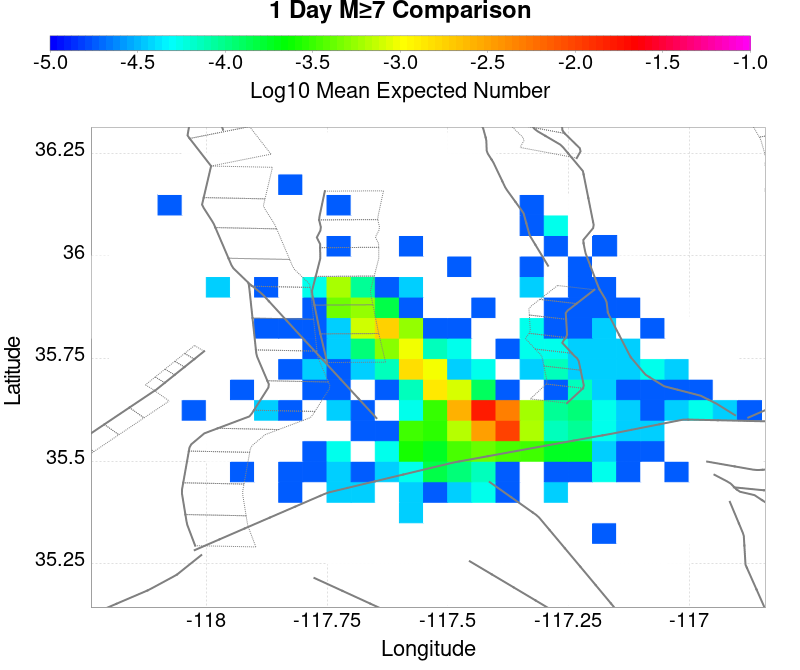 1 Day M≥7 Comparison
-5.0 -4.5 -4.0 -3.5 -3.0 -2.5 -2.0 -1.5 -1.0
Log10 Mean Expected Number
36.25
36
35.75
35.5
35.25
Latitude
-118 -117.75 -117.5 -117.25 -117
Longitude